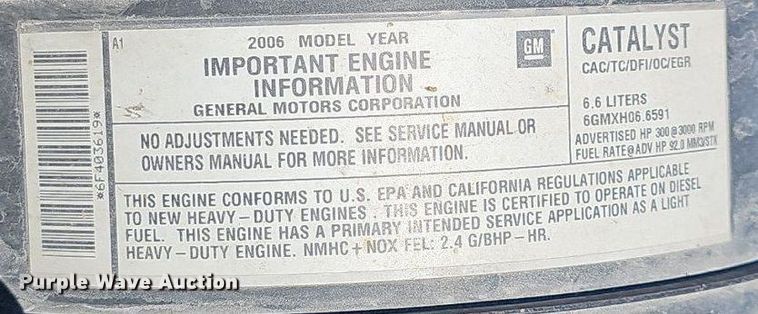 *6F403619*
A1
2006 MODEL YEAR
IMPORTANT ENGINE
INFORMATION
GENERAL MOTORS CORPORATION
GM
NO ADJUSTMENTS NEEDED. SEE SERVICE MANUAL OR
OWNERS MANUAL FOR MORE INFORMATION.
CATALYST
CAC/TC/DFI/OC/EGR
6.6 LITERS
6GMXH06.6591
ADVERTISED HP 300 @ 3000 RPM
FUEL RATE @ ADV HP 92.0 MM3/STK
THIS ENGINE CONFORMS TO U.S. EPA AND CALIFORNIA REGULATIONS APPLICABLE
TO NEW HEAVY-DUTY ENGINES. THIS ENGINE IS CERTIFIED TO OPERATE ON DIESEL
FUEL. THIS ENGINE HAS A PRIMARY INTENDED SERVICE APPLICATION AS A LIGHT
HEAVY-DUTY ENGINE. NMHC+NOX FEL: 2.4 G/BHP-HR.
Purple Wave Auction